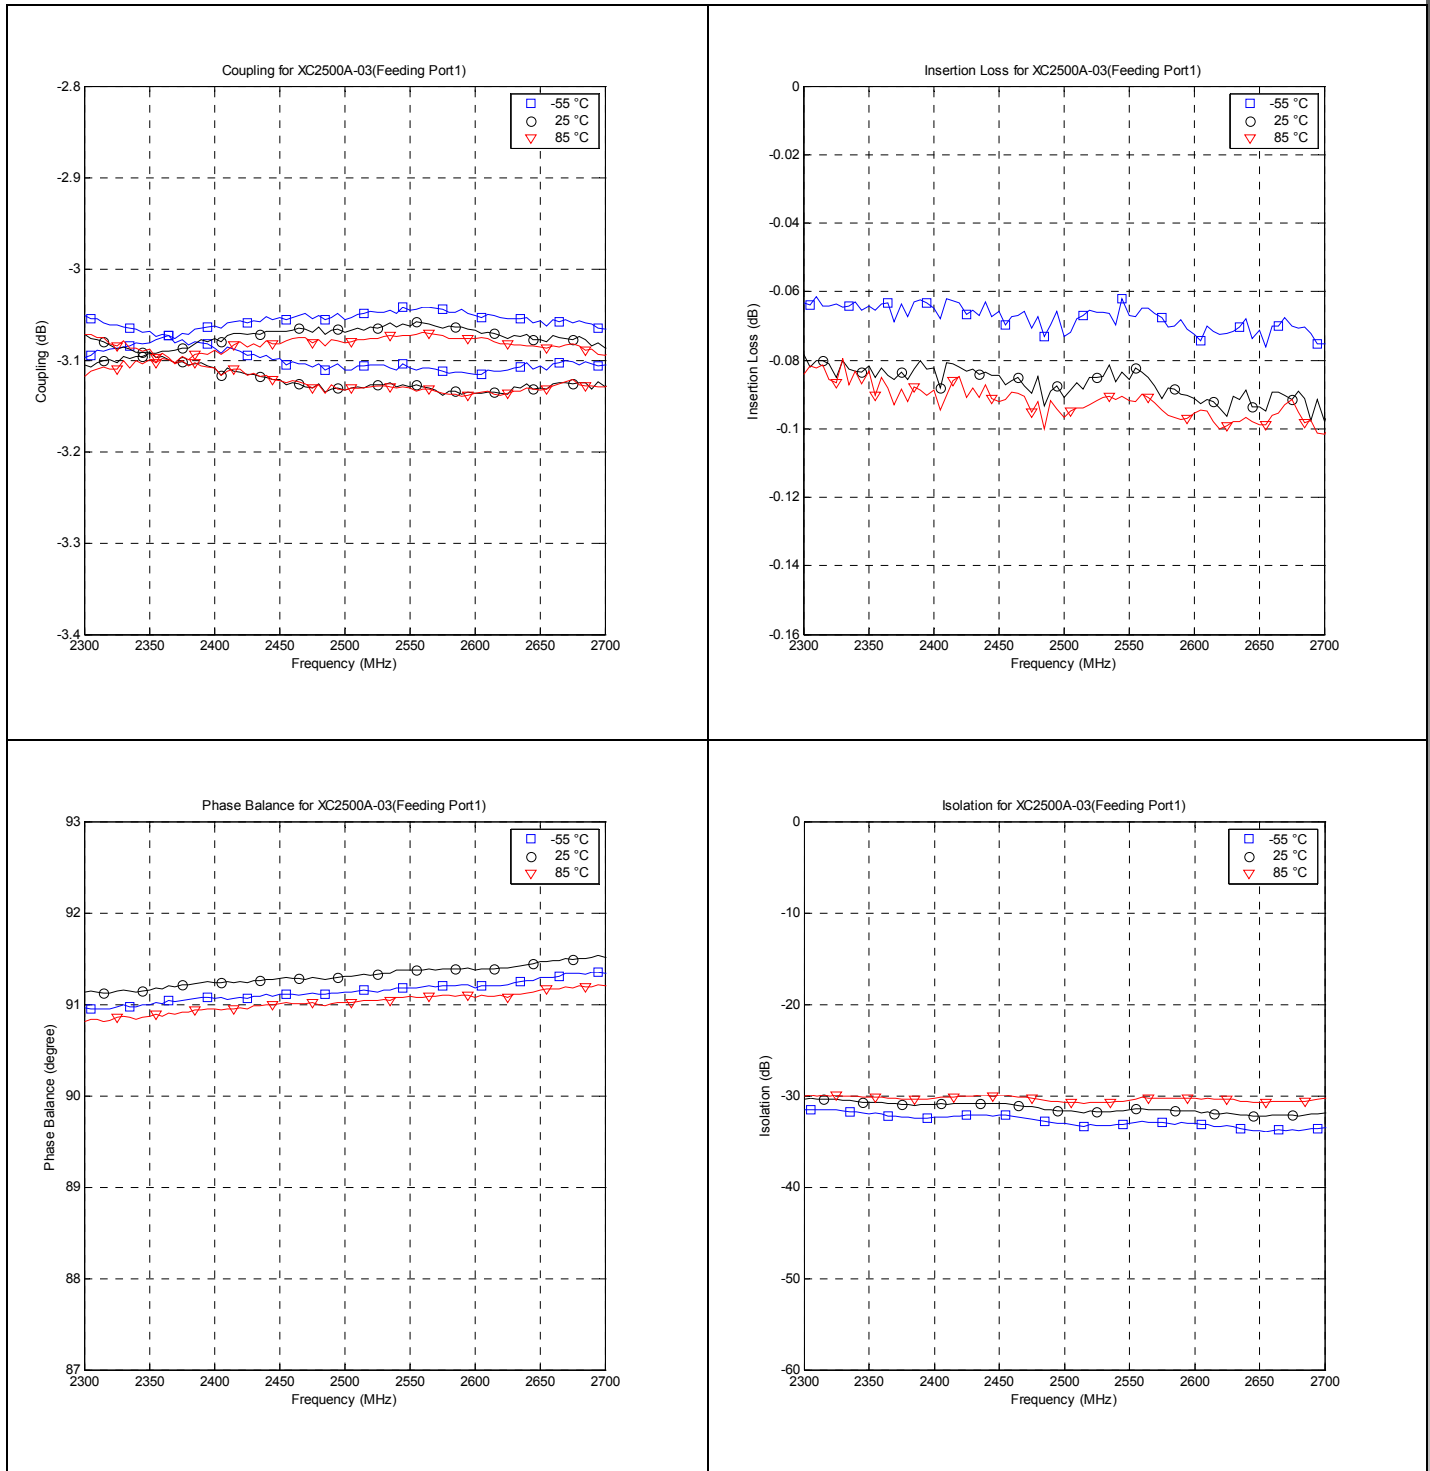 Coupling for XC2500A-03(Feeding Port1)
-2.8
-2.9
-3
-3.1
-3.2
-3.3
-3.4
Coupling (dB)
-55 °C
25 °C
85 °C
2300 2350 2400 2450 2500 2550 2600 2650 2700
Frequency (MHz)
Insertion Loss for XC2500A-03(Feeding Port1)
0
-0.02
-0.04
-0.06
-0.08
-0.1
-0.12
-0.14
-0.16
Insertion Loss (dB)
-55 °C
25 °C
85 °C
2300 2350 2400 2450 2500 2550 2600 2650 2700
Frequency (MHz)
Phase Balance for XC2500A-03(Feeding Port1)
93
92
91
90
89
88
87
Phase Balance (degree)
-55 °C
25 °C
85 °C
2300 2350 2400 2450 2500 2550 2600 2650 2700
Frequency (MHz)
Isolation for XC2500A-03(Feeding Port1)
0
-10
-20
-30
-40
-50
-60
Isolation (dB)
-55 °C
25 °C
85 °C
2300 2350 2400 2450 2500 2550 2600 2650 2700
Frequency (MHz)